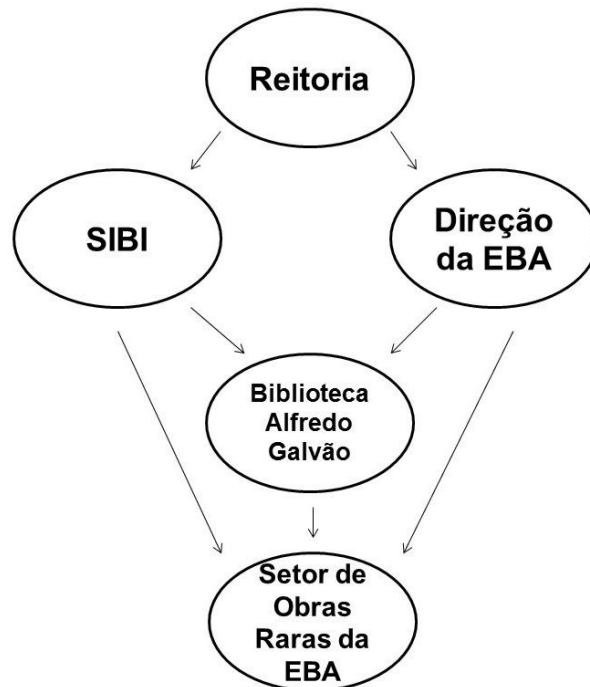 Reitoria
SIBI
Direção
da EBA
Biblioteca
Alfredo
Galvão
Setor de
Obras
Raras da
EBA